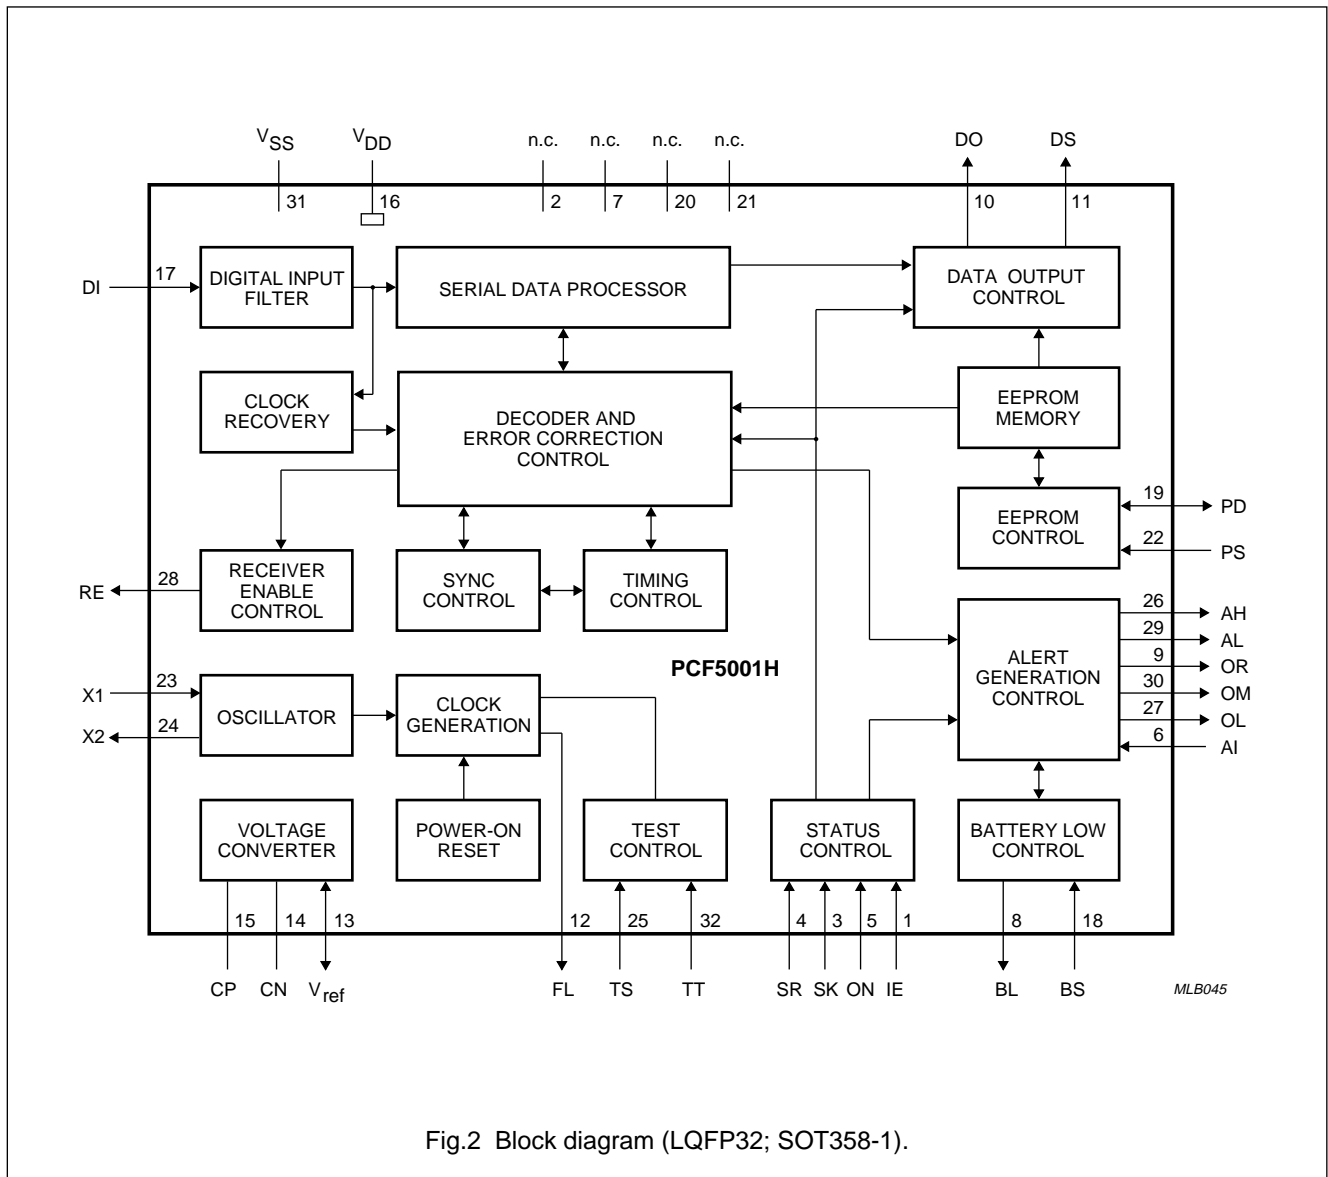 VSS VDD n.c. n.c. n.c. n.c. DO DS
31 16 2 7 20 21 10 11
DI 17
DIGITAL INPUT
FILTER
SERIAL DATA PROCESSOR
DATA OUTPUT
CONTROL
CLOCK
RECOVERY
DECODER AND
ERROR CORRECTION
CONTROL
EEPROM
MEMORY
EEPROM
CONTROL
19 PD
22 PS
RE 28
RECEIVER
ENABLE
CONTROL
SYNC
CONTROL
TIMING
CONTROL
PCF5001H
ALERT
GENERATION
CONTROL
26 AH
29 AL
9 OR
30 OM
27 OL
6 AI
X1 23
X2 24
OSCILLATOR
CLOCK
GENERATION
VOLTAGE
CONVERTER
POWER-ON
RESET
TEST
CONTROL
STATUS
CONTROL
BATTERY LOW
CONTROL
15 14 13 12 25 32 4 3 5 1 8 18
CP CN Vref FL TS TT SR SK ON IE BL BS
MLB045
Fig.2 Block diagram (LQFP32; SOT358-1).